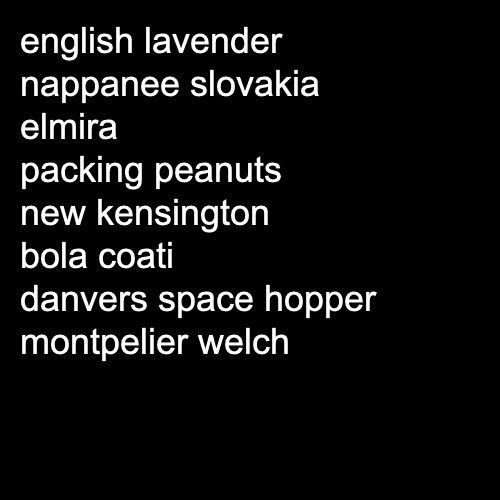 english lavender
nappanee slovakia
elmira
packing peanuts
new kensington
bola coati
danvers space hopper
montpelier welch